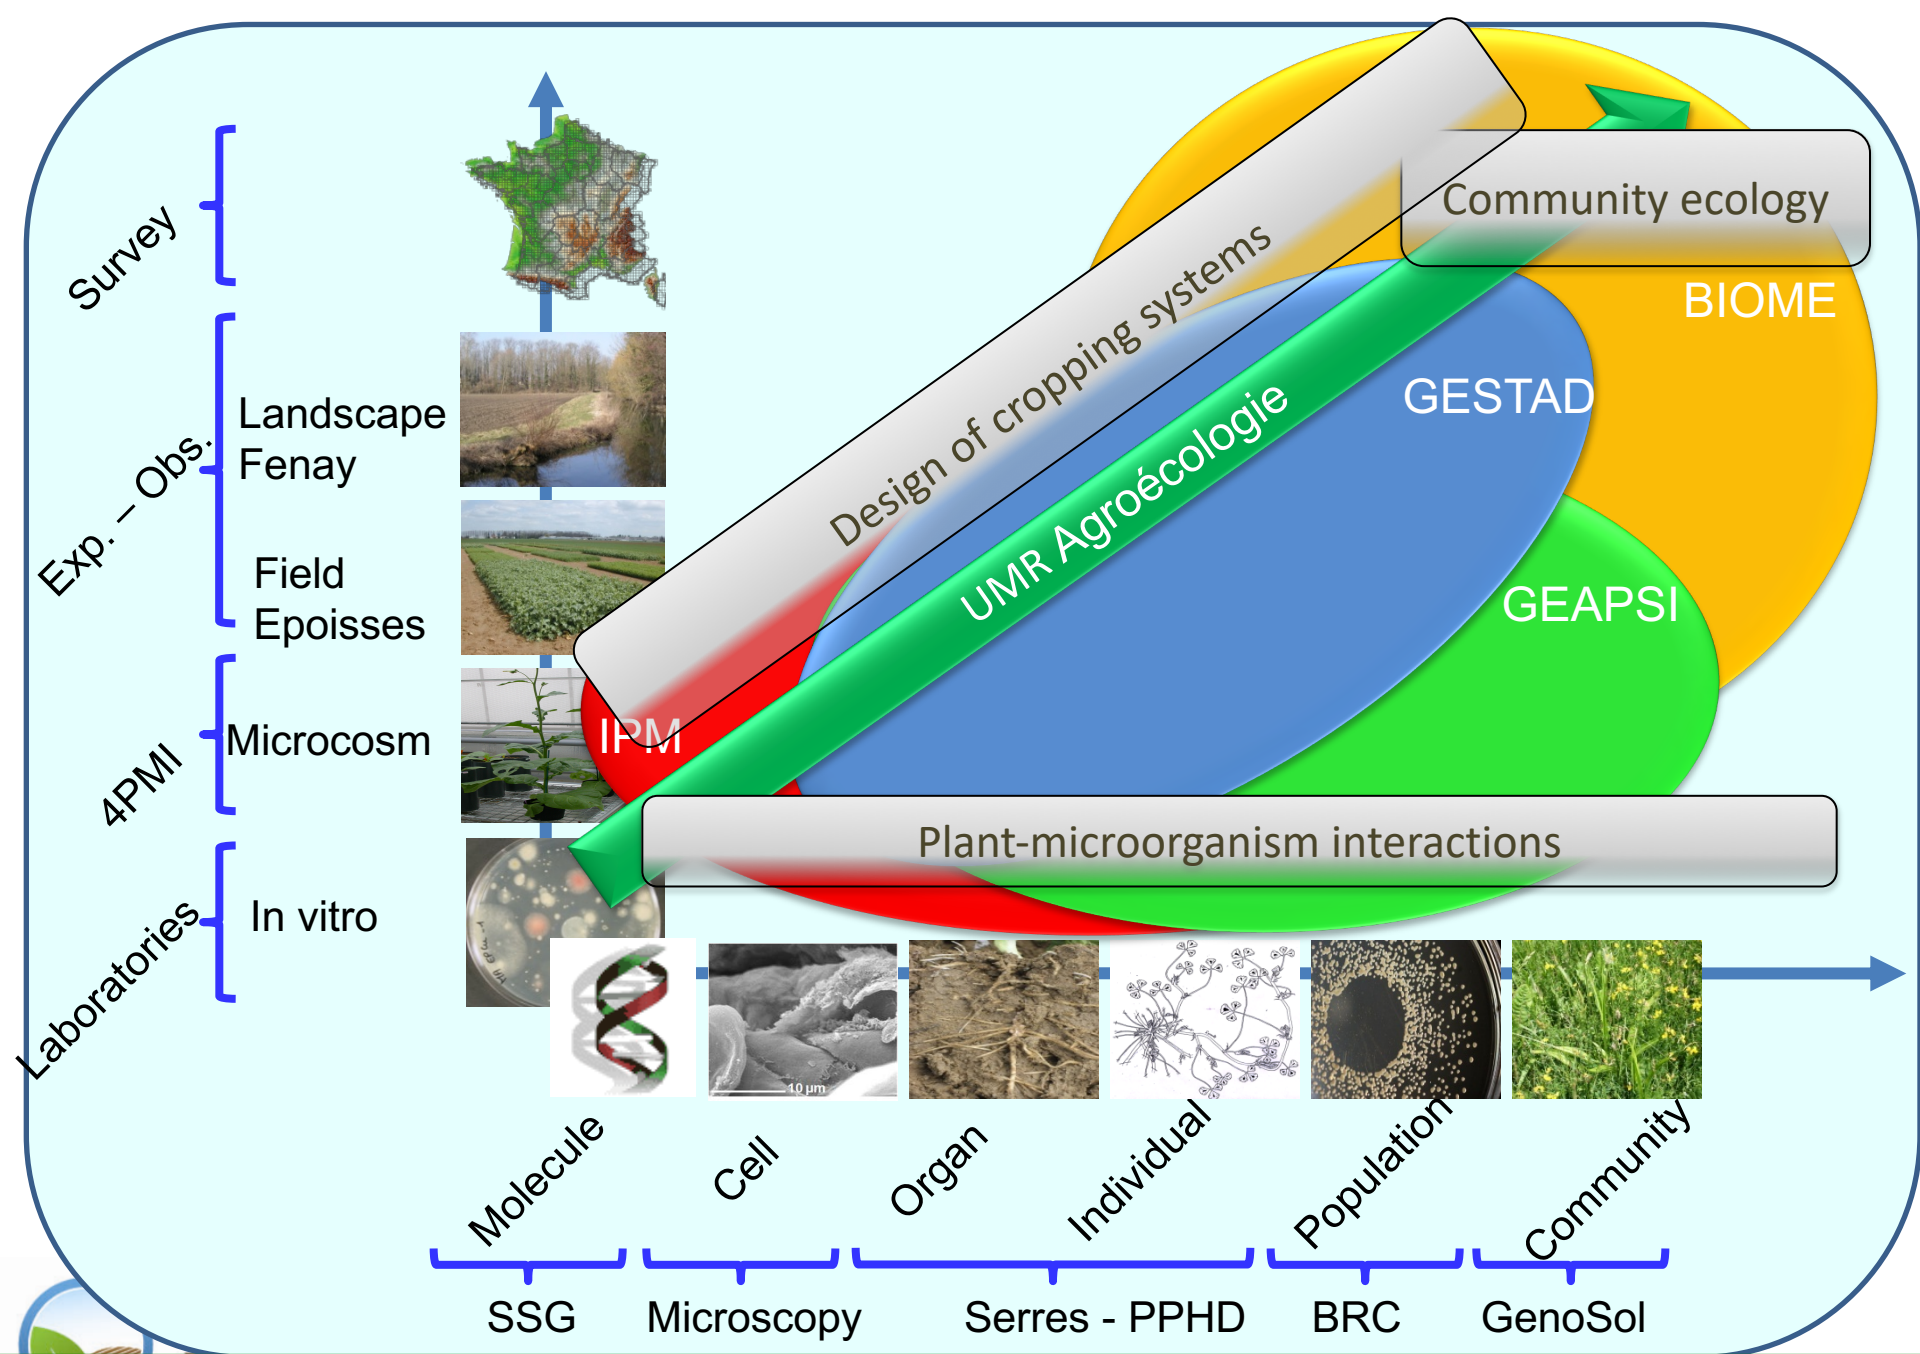 Survey
Exp. – Obs.
Landscape
Fenay
Field
Epoisses
4PMI
Microcosm
Laboratories
In vitro
Design of cropping systems
Community ecology
BIOME
GESTAD
UMR Agroécologie
GEAPSI
IPM
Plant-microorganism interactions
10 µm
Molecule
Cell
Organ
Individual
Population
Community
SSG
Microscopy
Serres - PPHD
BRC
GenoSol